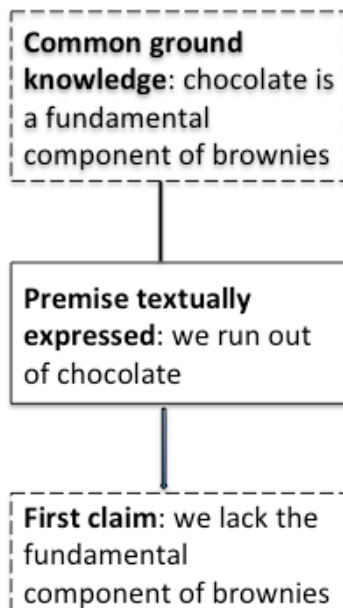 Common ground
knowledge: chocolate is
a fundamental
component of brownies
Premise textually
expressed: we run out
of chocolate
First claim: we lack the
fundamental
component of brownies